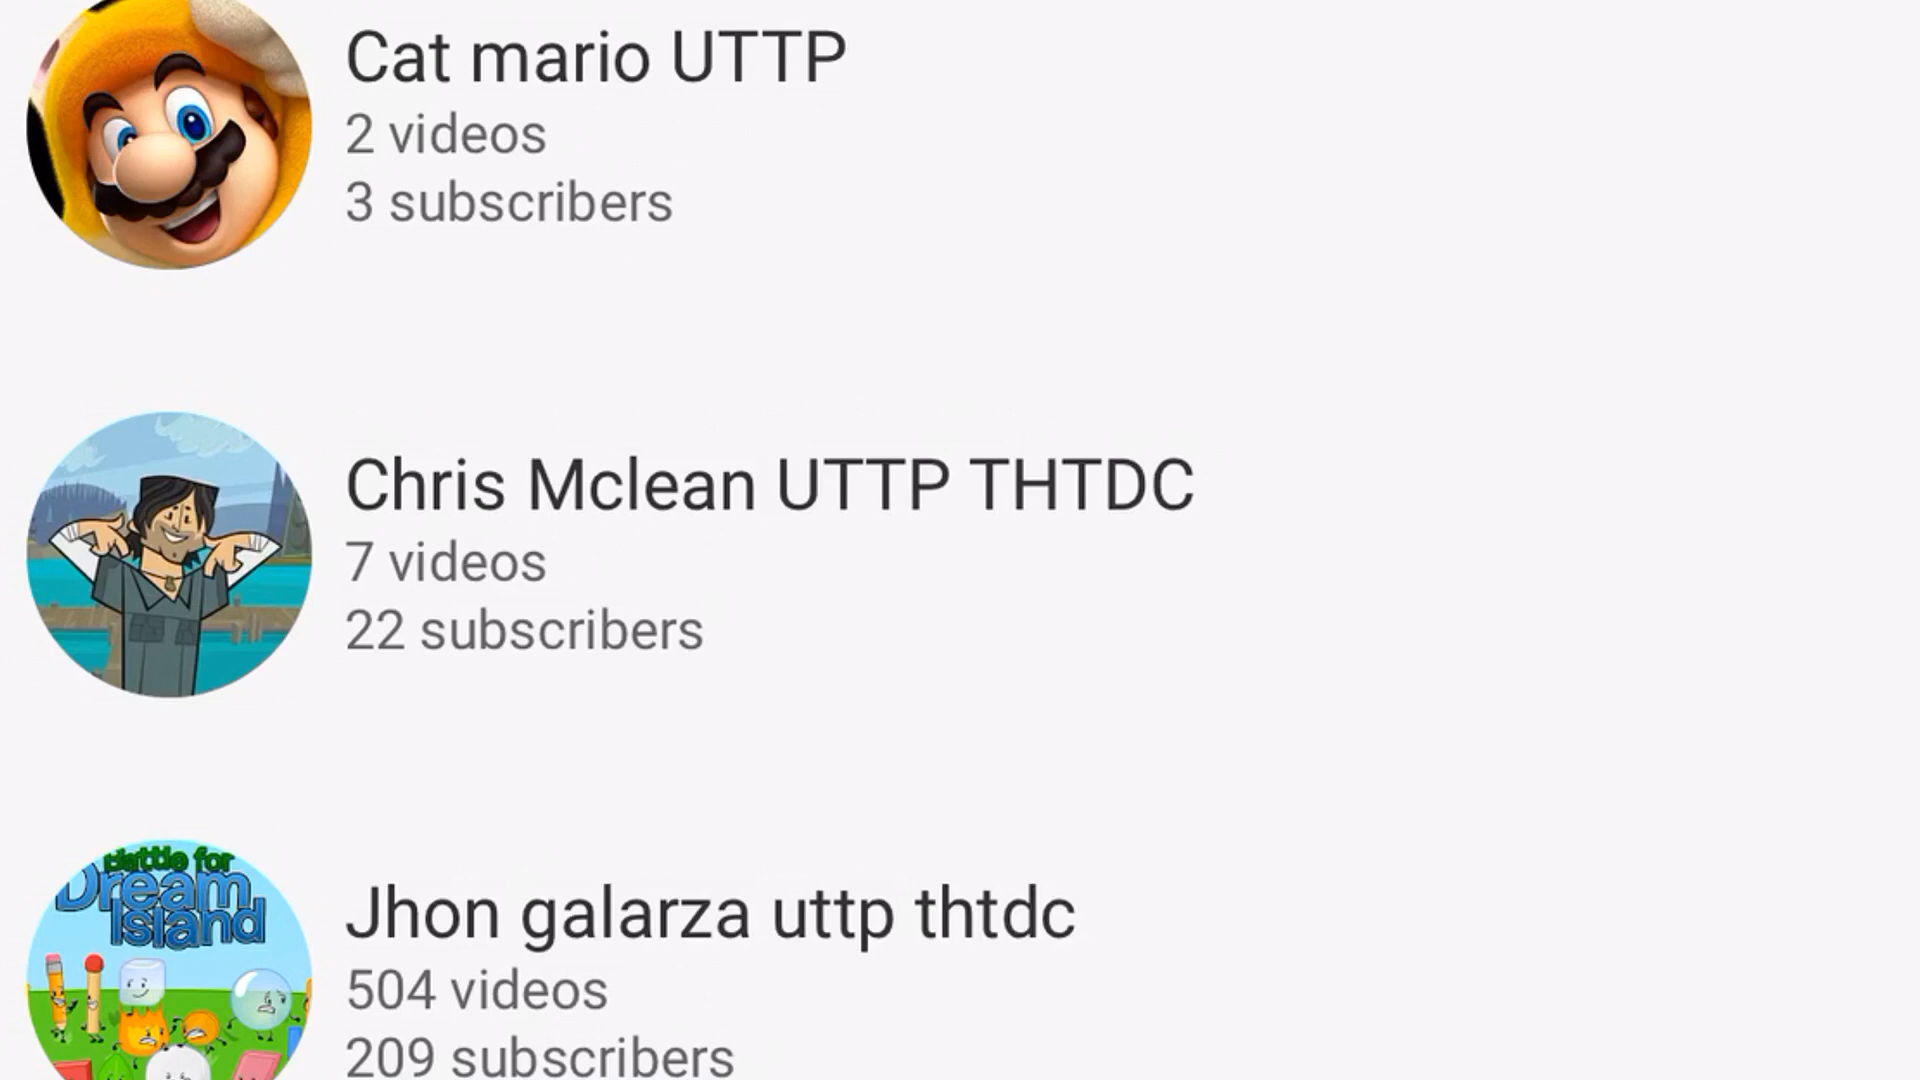 Cat mario UTTP
2 videos
3 subscribers
Chris Mclean UTTP THTDC
7 videos
22 subscribers
Battle for
Dream
Island
Jhon galarza uttp thtdc
504 videos
209 subscribers